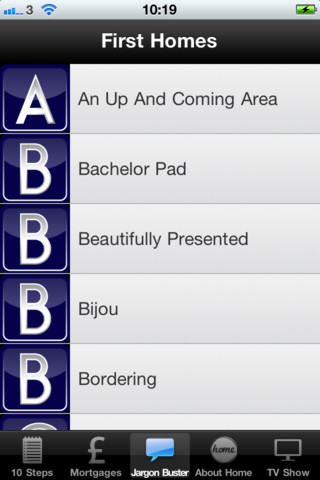 3 10:19
First Homes
A An Up And Coming Area
B Bachelor Pad
B Beautifully Presented
B Bijou
B Bordering
£ home
10 Steps Mortgages Jargon Buster About Home TV Show